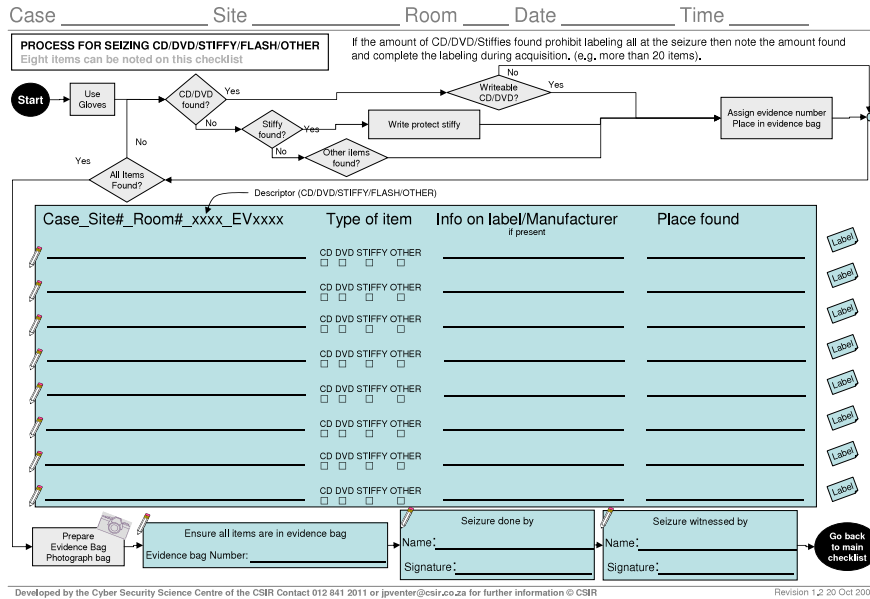 Case Site Room Date Time
PROCESS FOR SEIZING CD/DVD/STIFFY/FLASH/OTHER
Eight items can be noted on this checklist
If the amount of CD/DVD/Stiffies found prohibit labeling all at the seizure then note the amount found
and complete the labeling during acquisition. (e.g. more than 20 items).
Start
Use
Gloves
CD/DVD
found?
Yes
No
Writeable
CD/DVD?
No
Yes
Stiffy
found?
Yes
No
Write protect stiffy
Other items
found?
Assign evidence number
Place in evidence bag
All Items
Found?
No
Yes
Descriptor (CD/DVD/STIFFY/FLASH/OTHER)
Case_Site#_Room#_xxxx_EVxxxx Type of item Info on label/Manufacturer Place found
if present
CD DVD STIFFY OTHER Label
CD DVD STIFFY OTHER Label
CD DVD STIFFY OTHER Label
CD DVD STIFFY OTHER Label
CD DVD STIFFY OTHER Label
CD DVD STIFFY OTHER Label
CD DVD STIFFY OTHER Label
CD DVD STIFFY OTHER Label
Prepare
Evidence Bag
Photograph bag
Ensure all items are in evidence bag
Evidence bag Number:
Seizure done by
Name:
Signature:
Seizure witnessed by
Name:
Signature:
Go back
to main
checklist
Developed by the Cyber Security Science Centre of the CSIR Contact 012 841 2011 or jpventer@csir.co.za for further information © CSIR
Revision 1.2 20 Oct